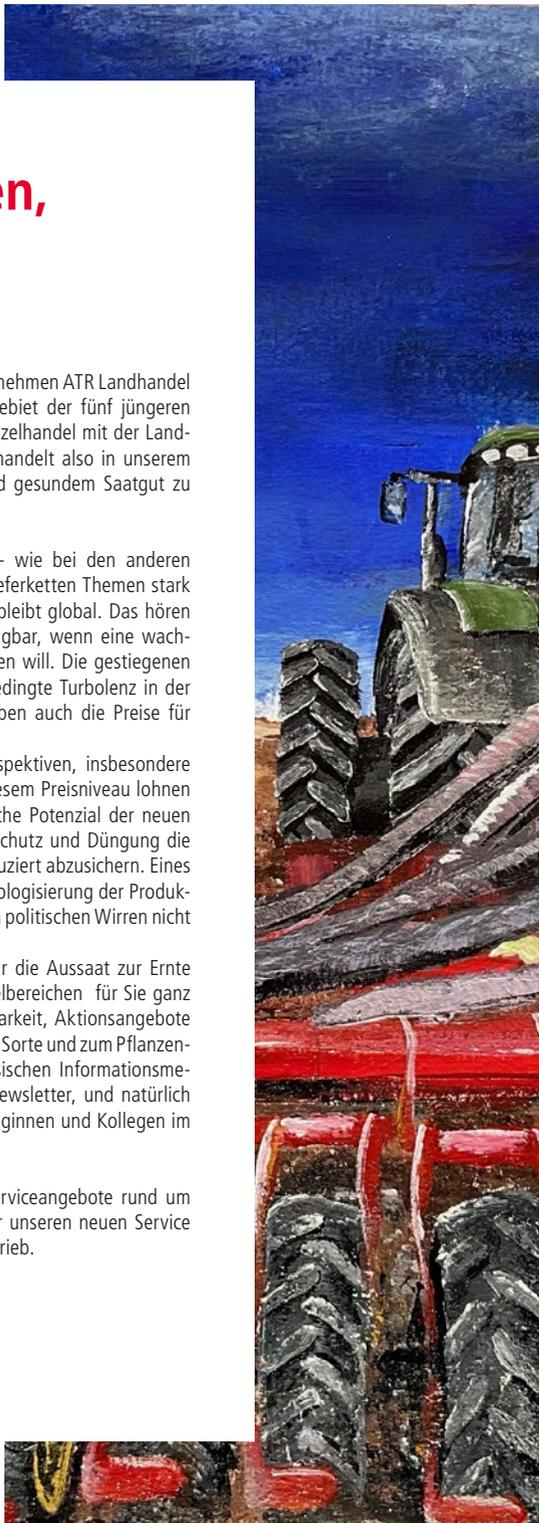 en,
nehmen ATR Landhandel
ebiet der fünf jüngeren
zelhandel mit der Land-
handelt also in unserem
d gesundem Saatgut zu
- wie bei den anderen
eferketten Themen stark
bleibt global. Das hören
gbar, wenn eine wach-
en will. Die gestiegenen
edingte Turbolenz in der
ben auch die Preise für
spektiven, insbesondere
esem Preisniveau lohnen
che Potenzial der neuen
chutz und Düngung die
uziert abzusichern. Eines
ologisierung der Produk-
n politischen Wirren nicht
r die Aussaat zur Ernte
elbereichen für Sie ganz
arkeit, Aktionsangebote
Sorte und zum Pflanzen-
sischen Informationsme-
ewsletter, und natürlich
ginnen und Kollegen im
rviceangebote rund um
r unseren neuen Service
rieb.